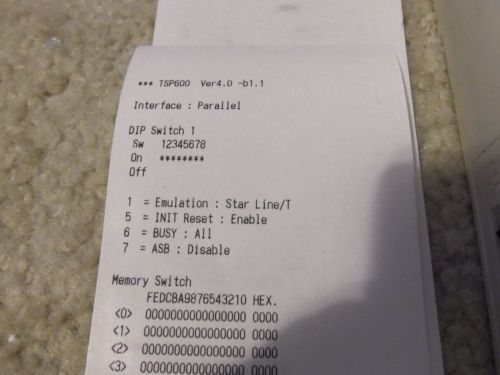 *** TSP600 Ver4.0 -b1.1
Interface : Parallel
DIP Switch 1
Sw 12345678
On ********
Off
1 = Emulation : Star Line/T
5 = INIT Reset : Enable
6 = BUSY : All
7 = ASB : Disable
Memory Switch
FEDCBA9876543210 HEX.
<0> 0000000000000000 0000
<1> 0000000000000000 0000
<2> 0000000000000000 0000
<3> 0000000000000000 0000